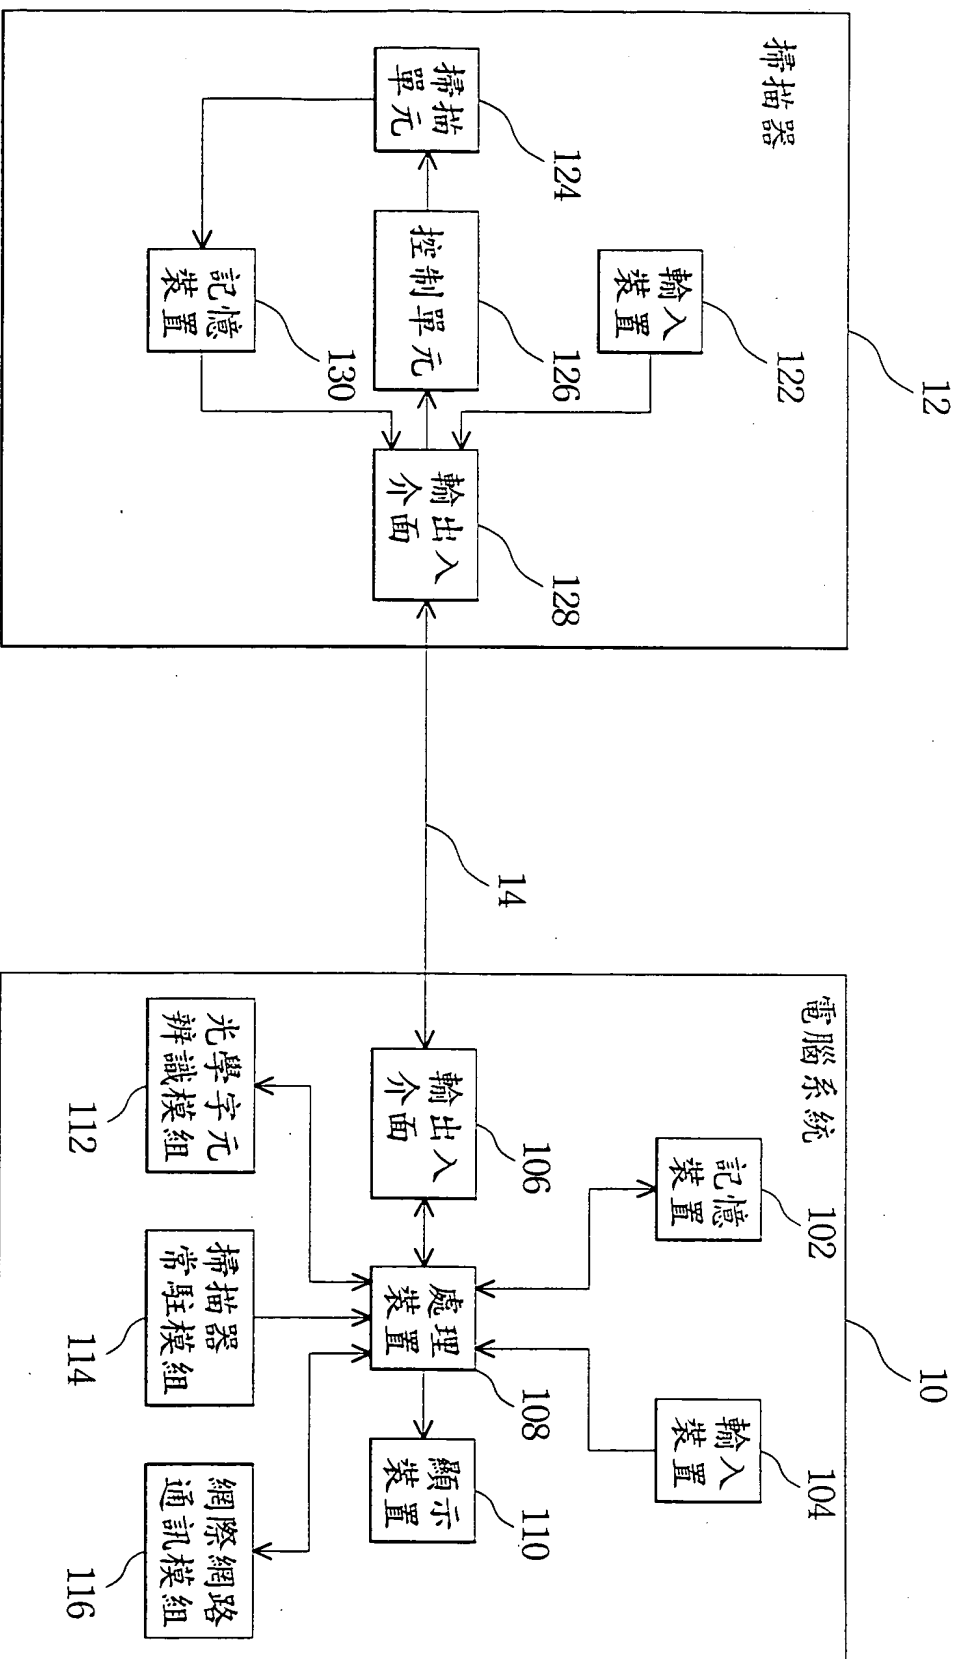 掃描器
12
掃描
單元
124
控制單元
126
輸入
裝置
122
記憶
裝置
130
輸出入
介面
128
14
電腦系統
10
輸出入
介面
106
記憶
裝置
102
輸入
裝置
104
處理
裝置
108
顯示
裝置
110
光學字元
辨識模組
112
掃描器
常駐模組
114
網際網路
通訊模組
116